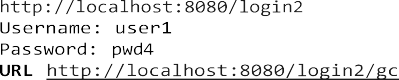 http://localhost:8080/login2
Username: user1
Password: pwd4
URL http://localhost:8080/login2/gc